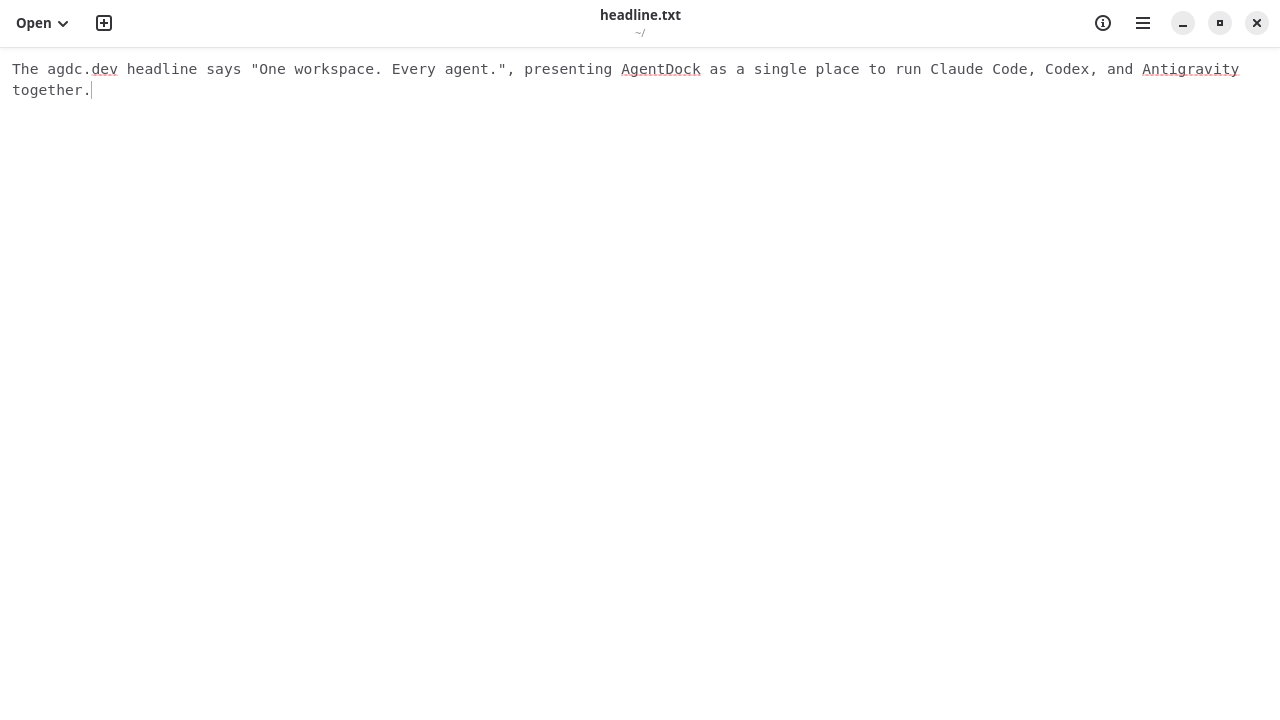 Open
headline.txt
~/
The agdc.dev headline says "One workspace. Every agent.", presenting AgentDock as a single place to run Claude Code, Codex, and Antigravity
together.